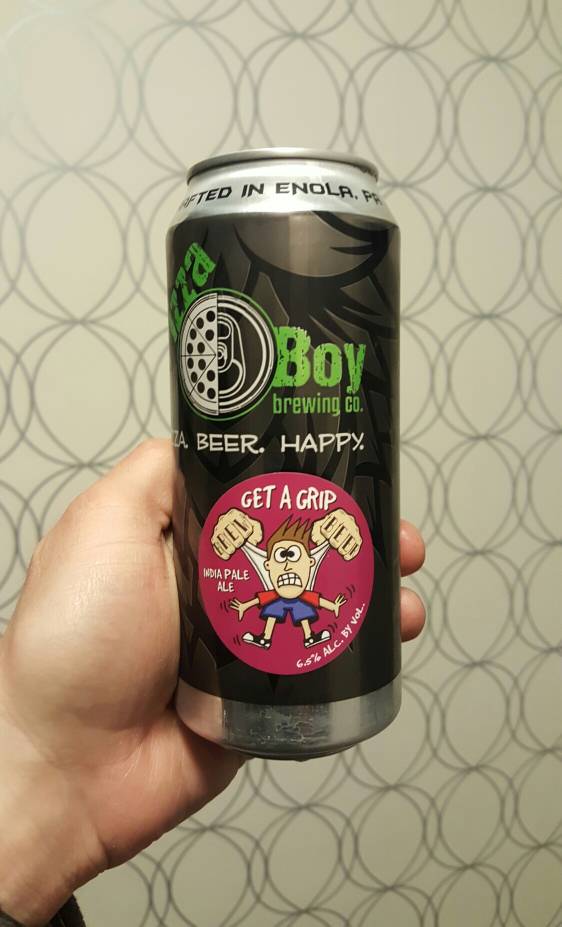 AFTED IN ENOLA, PA
zza
Boy
brewing co.
ZA. BEER. HAPPY.
GET A GRIP
INDIA PALE
ALE
6.5% ALC. BY VOL.